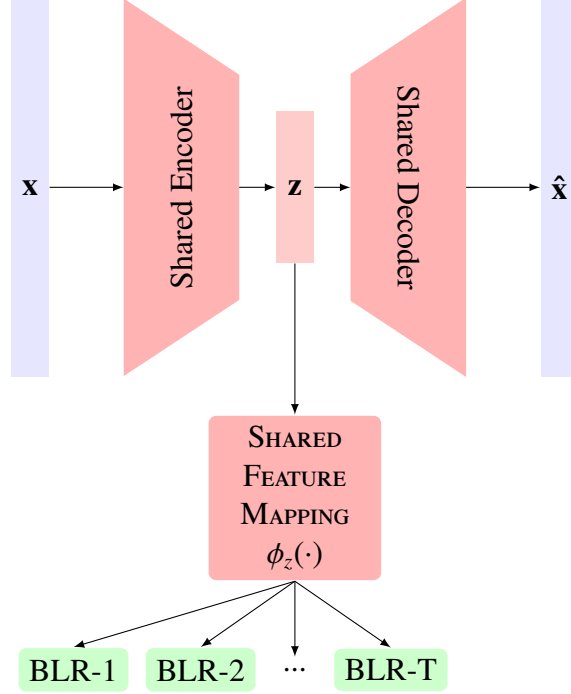 x
Shared Encoder
z
Shared Decoder
x̂
SHARED
FEATURE
MAPPING
ϕz(·)
BLR-1 BLR-2 ... BLR-T